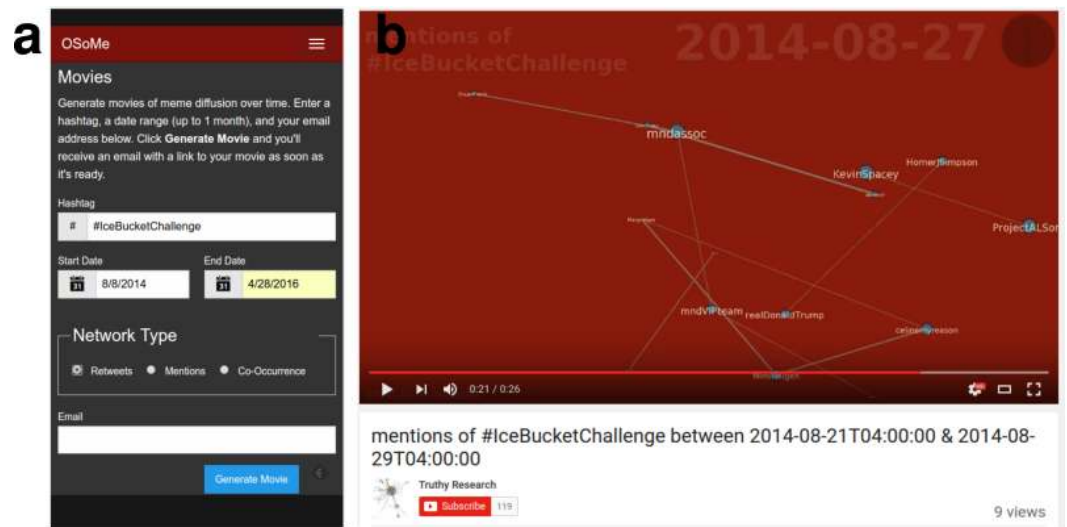 a
OSoMe
Movies
Generate movies of meme diffusion over time. Enter a
hashtag, a date range (up to 1 month), and your email
address below. Click Generate Movie and you'll
receive an email with a link to your movie as soon as
it's ready.
Hashtag
# #IceBucketChallenge
Start Date End Date
31 8/8/2014 31 4/28/2016
Network Type
Retweets Mentions Co-Occurrence
Email
Generate Movie
b
mentions of
#IceBucketChallenge
2014-08-27
mndassoc
HomerJSimpson
KevinSpacey
ProjectALSor
mndVIPteam
realDonaldTrump
0:21 / 0:26
mentions of #IceBucketChallenge between 2014-08-21T04:00:00 & 2014-08-
29T04:00:00
Truthy Research
Subscribe 119
9 views